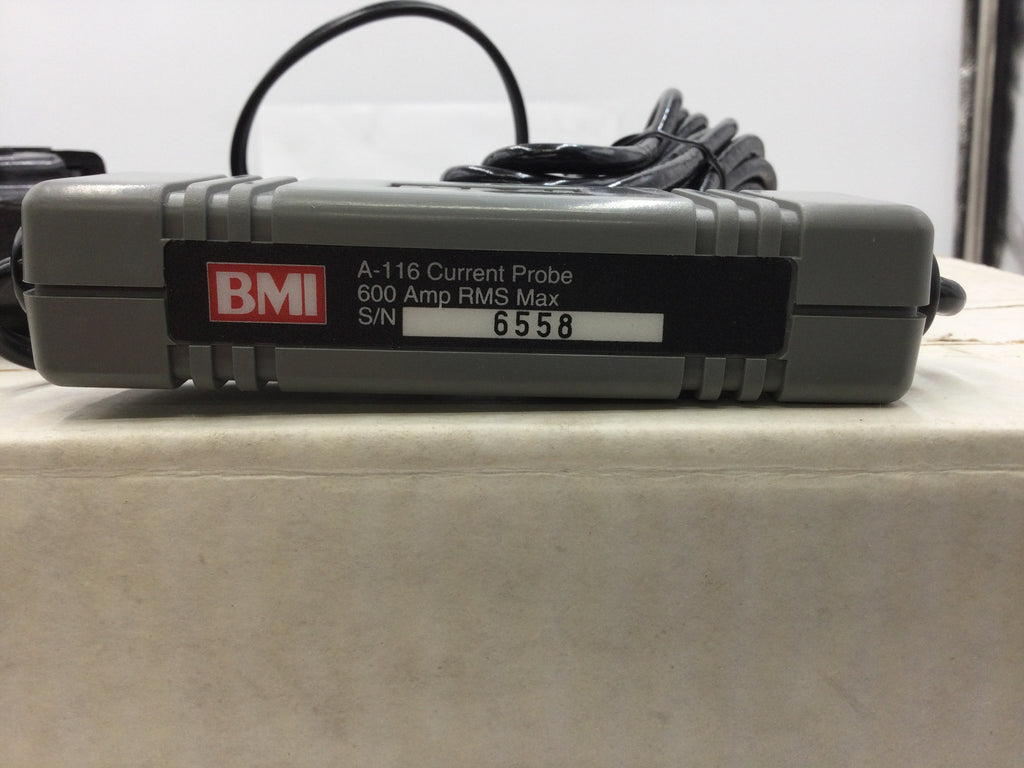 BMI
A-116 Current Probe
600 Amp RMS Max
S/N 6558